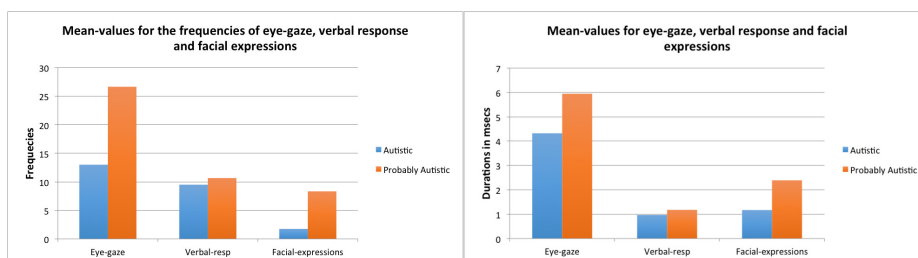 Mean-values for the frequencies of eye-gaze, verbal response
and facial expressions
30
25
20
15
10
5
0
Frequecies
Eye-gaze
Verbal-resp
Facial-expressions
Autistic
Probably Autistic
Mean-values for eye-gaze, verbal response and facial
expressions
7
6
5
4
3
2
1
0
Durations in msecs
Eye-gaze
Verbal-resp
Facial-expressions
Autistic
Probably Autistic